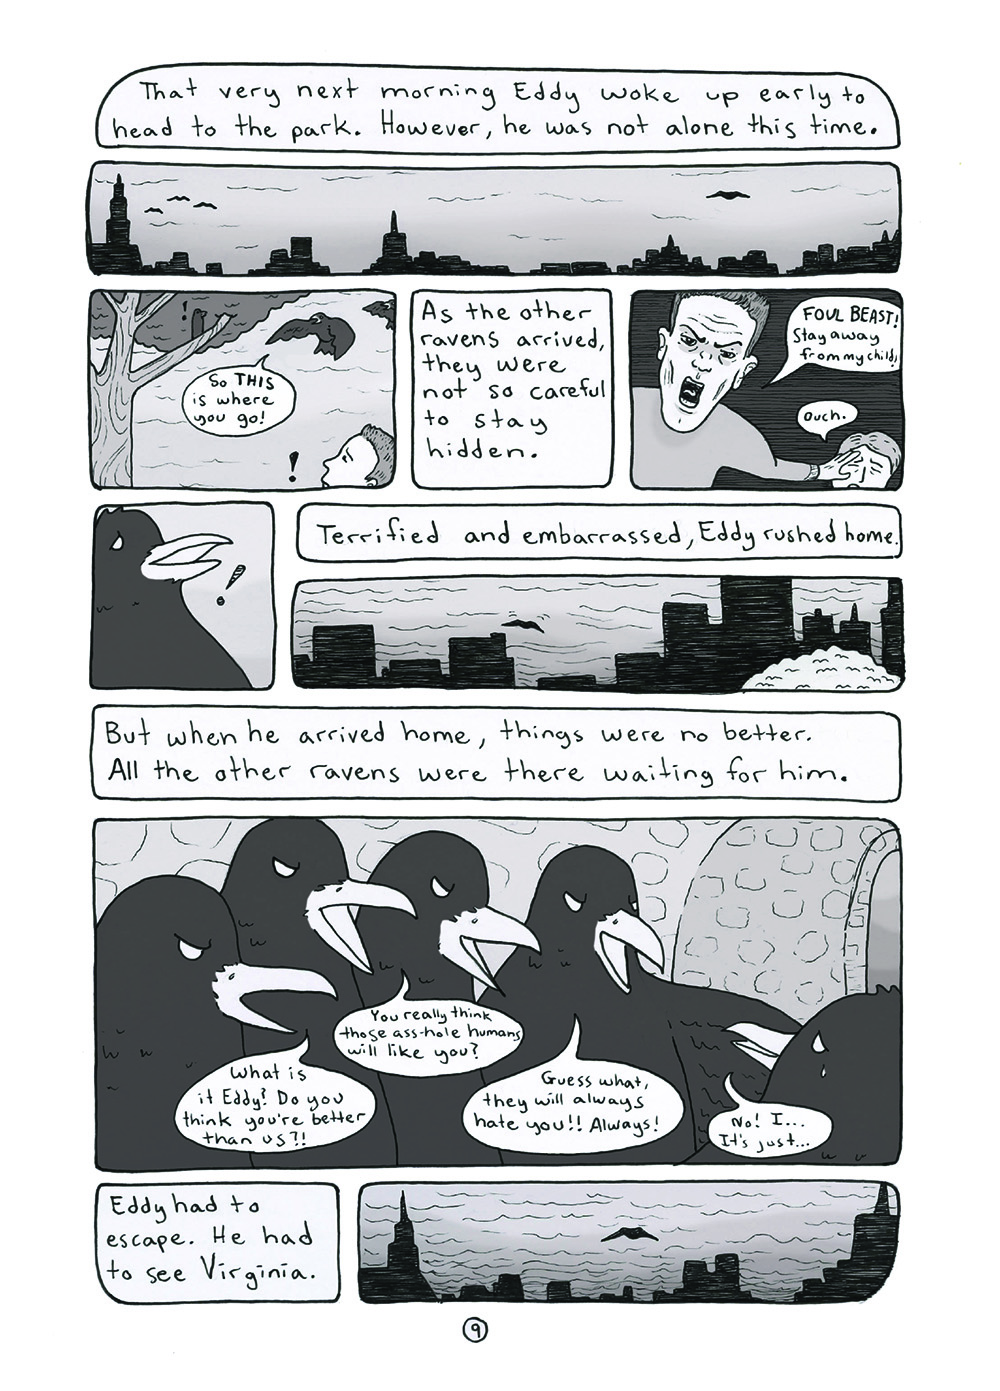 That very next morning Eddy woke up early to
head to the park. However, he was not alone this time.
!
So THIS
is where
you go!
!
As the other
ravens arrived,
they were
not so careful
to stay
hidden.
FOUL BEAST!
Stay away
from my child!
Ouch.
!
Terrified and embarrassed, Eddy rushed home.
But when he arrived home, things were no better.
All the other ravens were there waiting for him.
You really think
those ass-hole humans
will like you?
What is
it Eddy? Do you
think you're better
than us?!
Guess what,
they will always
hate you!! Always!
No! I...
It's just...
Eddy had to
escape. He had
to see Virginia.
9